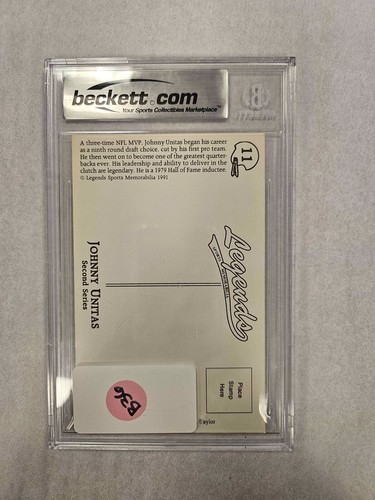 beckett.com
Your Sports Collectibles Marketplace™
A three-time NFL MVP, Johnny Unitas began his career
as a ninth round draft choice. cut by his first pro team.
He then went on to become one of the greatest quarter-
backs ever. His leadership and ability to deliver in the
clutch are legendary. He is a 1979 Hall of Fame inductee.
© Legends Sports Memorabilia 1991
11
Legends
JOHNNY UNITAS
Second Series
Place
Stamp
Here
B36
Taylor